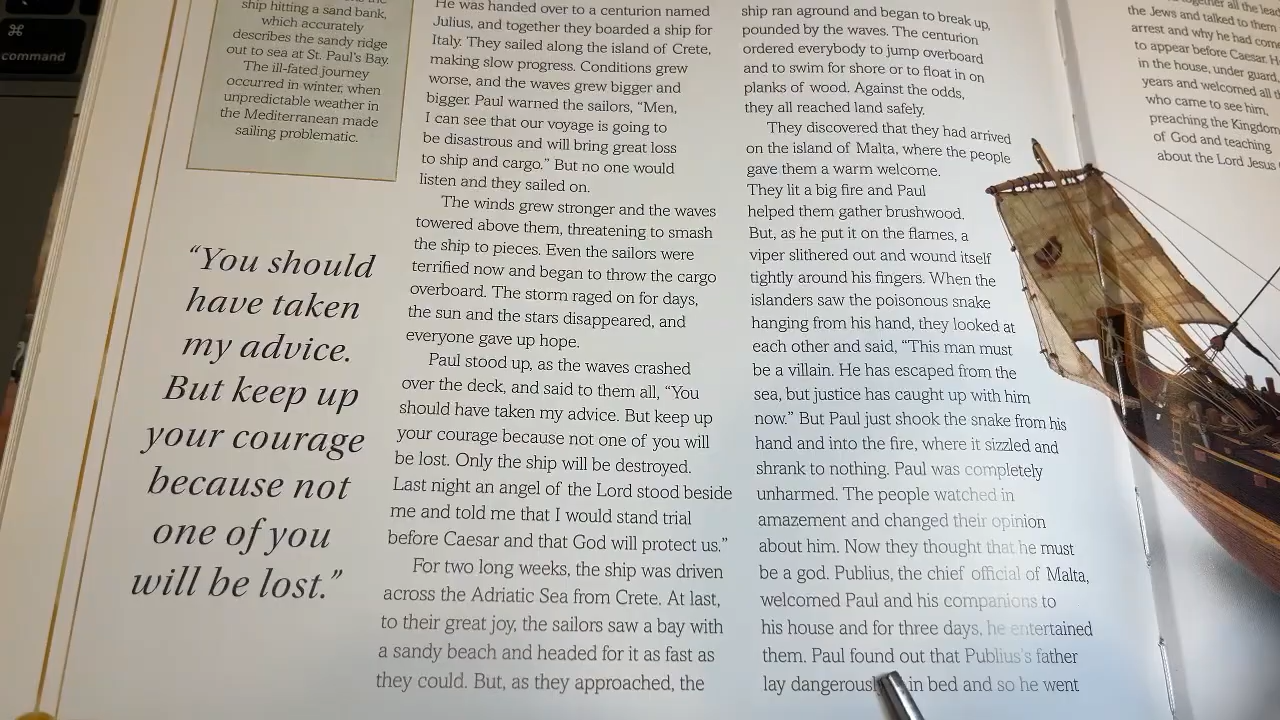 command
ship hitting a sand bank,
which accurately
describes the sandy ridge
out to sea at St. Paul's Bay.
The ill-fated journey
occurred in winter, when
unpredictable weather in
the Mediterranean made
sailing problematic.
“You should
have taken
my advice.
But keep up
your courage
because not
one of you
will be lost.”
He was handed over to a centurion named
Julius, and together they boarded a ship for
Italy. They sailed along the island of Crete,
making slow progress. Conditions grew
worse, and the waves grew bigger and
bigger. Paul warned the sailors, “Men,
I can see that our voyage is going to
be disastrous and will bring great loss
to ship and cargo.” But no one would
listen and they sailed on.
The winds grew stronger and the waves
towered above them, threatening to smash
the ship to pieces. Even the sailors were
terrified now and began to throw the cargo
overboard. The storm raged on for days,
the sun and the stars disappeared, and
everyone gave up hope.
Paul stood up, as the waves crashed
over the deck, and said to them all, “You
should have taken my advice. But keep up
your courage because not one of you will
be lost. Only the ship will be destroyed.
Last night an angel of the Lord stood beside
me and told me that I would stand trial
before Caesar and that God will protect us.”
For two long weeks, the ship was driven
across the Adriatic Sea from Crete. At last,
to their great joy, the sailors saw a bay with
a sandy beach and headed for it as fast as
they could. But, as they approached, the
ship ran aground and began to break up,
pounded by the waves. The centurion
ordered everybody to jump overboard
and to swim for shore or to float in on
planks of wood. Against the odds,
they all reached land safely.
They discovered that they had arrived
on the island of Malta, where the people
gave them a warm welcome.
They lit a big fire and Paul
helped them gather brushwood.
But, as he put it on the flames, a
viper slithered out and wound itself
tightly around his fingers. When the
islanders saw the poisonous snake
hanging from his hand, they looked at
each other and said, “This man must
be a villain. He has escaped from the
sea, but justice has caught up with him
now.” But Paul just shook the snake from his
hand and into the fire, where it sizzled and
shrank to nothing. Paul was completely
unharmed. The people watched in
amazement and changed their opinion
about him. Now they thought that he must
be a god. Publius, the chief official of Malta,
welcomed Paul and his companions to
his house and for three days, he entertained
them. Paul found out that Publius's father
lay dangerously in bed and so he went
together all the
the Jews and talked to them
arrest and why he had
to appear before Caesar.
in the house, under guard,
years and welcomed all
who came to see him,
preaching the Kingdom
of God and teaching
about the Lord Jesus